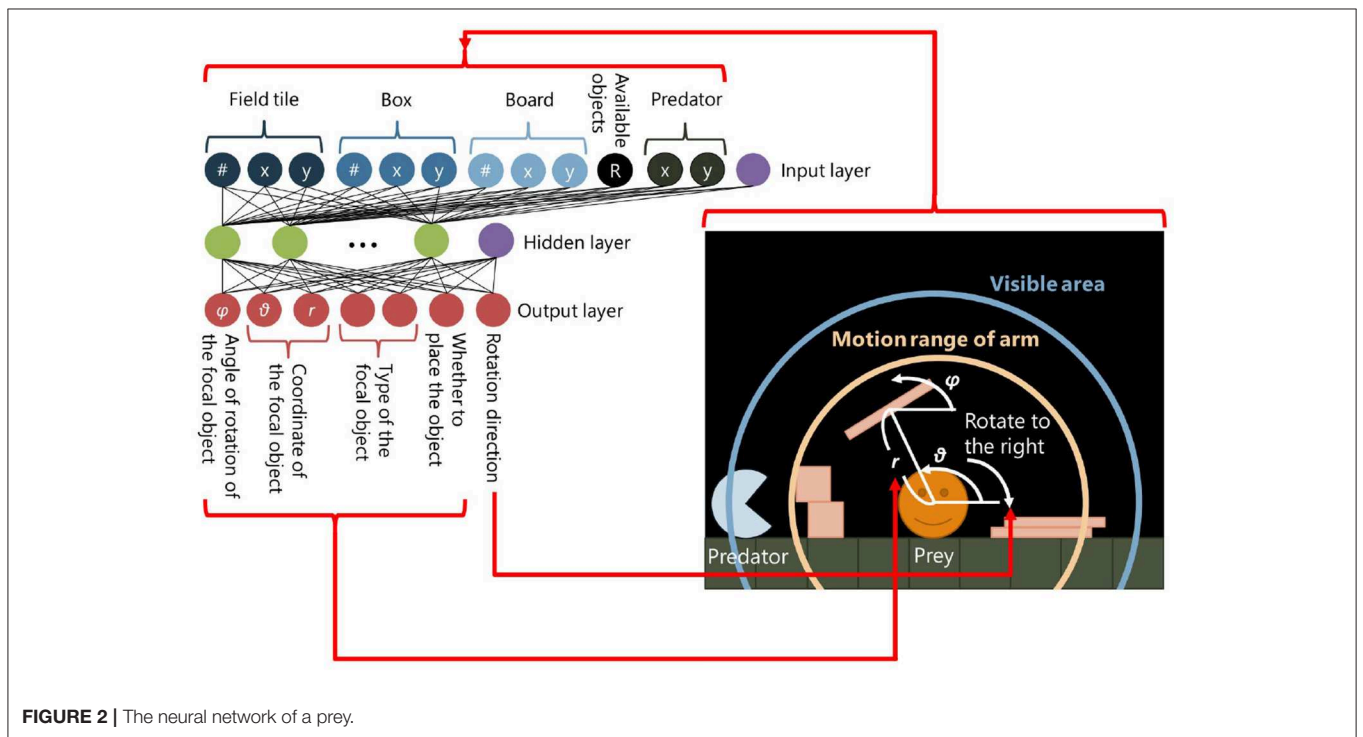 Field tile
Box
Board
Available
objects
Predator
# x y # x y # x y R x y
Input layer
Hidden layer
...
φ ϑ r
Output layer
Angle of rotation of
the focal object
Coordinate of
the focal object
Type of the
focal object
Whether to
place the object
Rotation direction
Visible area
Motion range of arm
φ
Rotate to
the right
r
ϑ
Predator
Prey
FIGURE 2 | The neural network of a prey.